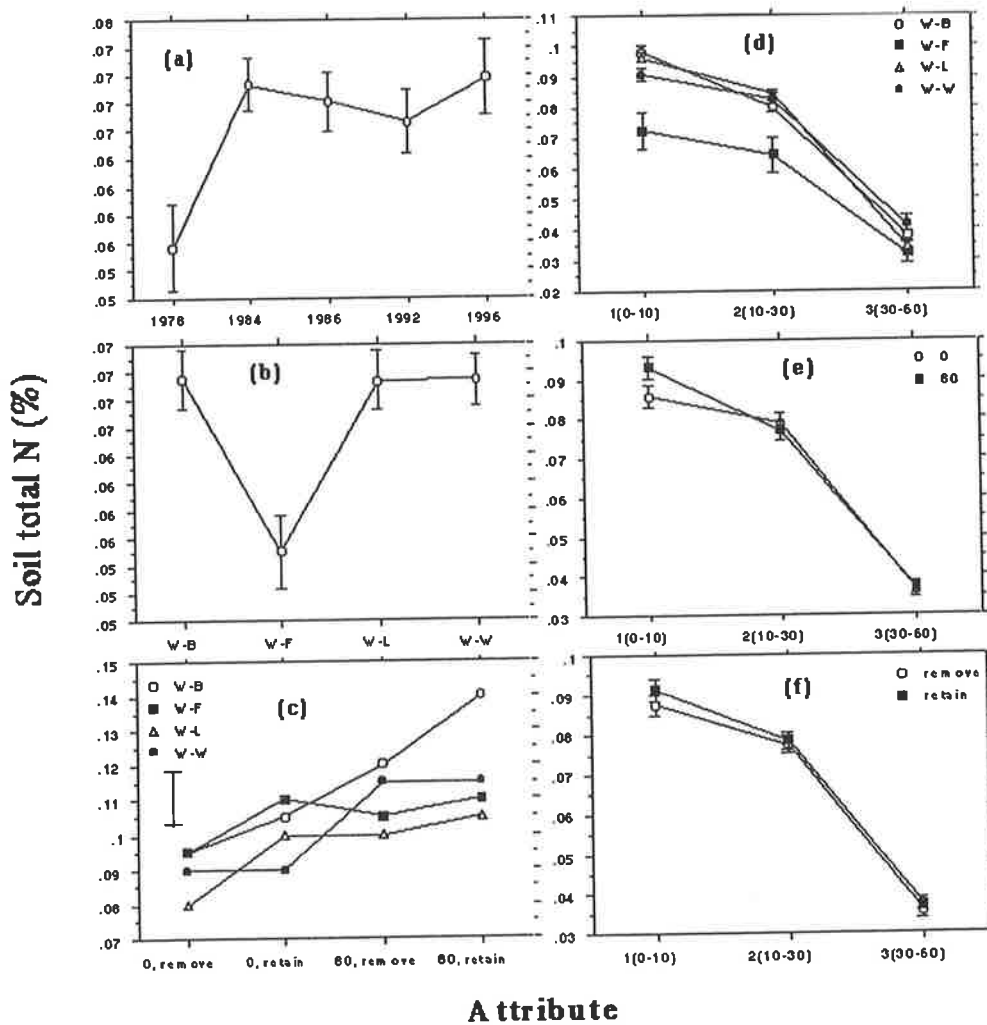 Soil total N (%)
(a)
.08
.07
.07
.07
.06
.06
.06
.06
.05
1978
1984
1986
1992
1996
(d)
W-B
W-F
W-L
W-W
.11
.1
.09
.08
.07
.06
.05
.04
.03
.02
1(0-10)
2(10-30)
3(30-60)
(b)
.07
.07
.07
.07
.06
.06
.06
.06
.05
.05
W-B
W-F
W-L
W-W
(e)
0
60
.1
.09
.08
.07
.06
.05
.04
.03
1(0-10)
2(10-30)
3(30-60)
(c)
W-B
W-F
W-L
W-W
.15
.14
.13
.12
.11
.1
.09
.08
.07
0, remove
0, retain
60, remove
60, retain
(f)
remove
retain
.1
.09
.08
.07
.06
.05
.04
.03
1(0-10)
2(10-30)
3(30-60)
Attribute